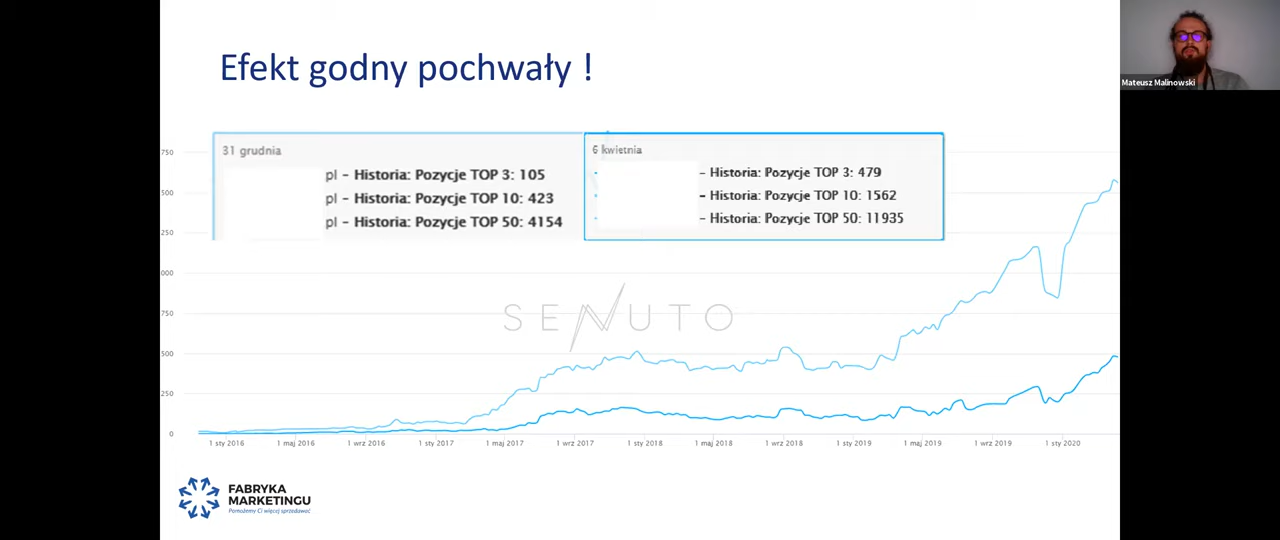 Efekt godny pochwały !
Mateusz Malinowski
31 grudnia
pl – Historia: Pozycje TOP 3: 105
pl – Historia: Pozycje TOP 10: 423
pl – Historia: Pozycje TOP 50: 4154
6 kwietnia
– Historia: Pozycje TOP 3: 479
– Historia: Pozycje TOP 10: 1562
– Historia: Pozycje TOP 50: 11935
750
500
250
000
750
500
250
0
SENUTO
1 sty 2016
1 maj 2016
1 wrz 2016
1 sty 2017
1 maj 2017
1 wrz 2017
1 sty 2018
1 maj 2018
1 wrz 2018
1 sty 2019
1 maj 2019
1 wrz 2019
1 sty 2020
FABRYKA
MARKETINGU
Pomożemy Ci więcej sprzedawać